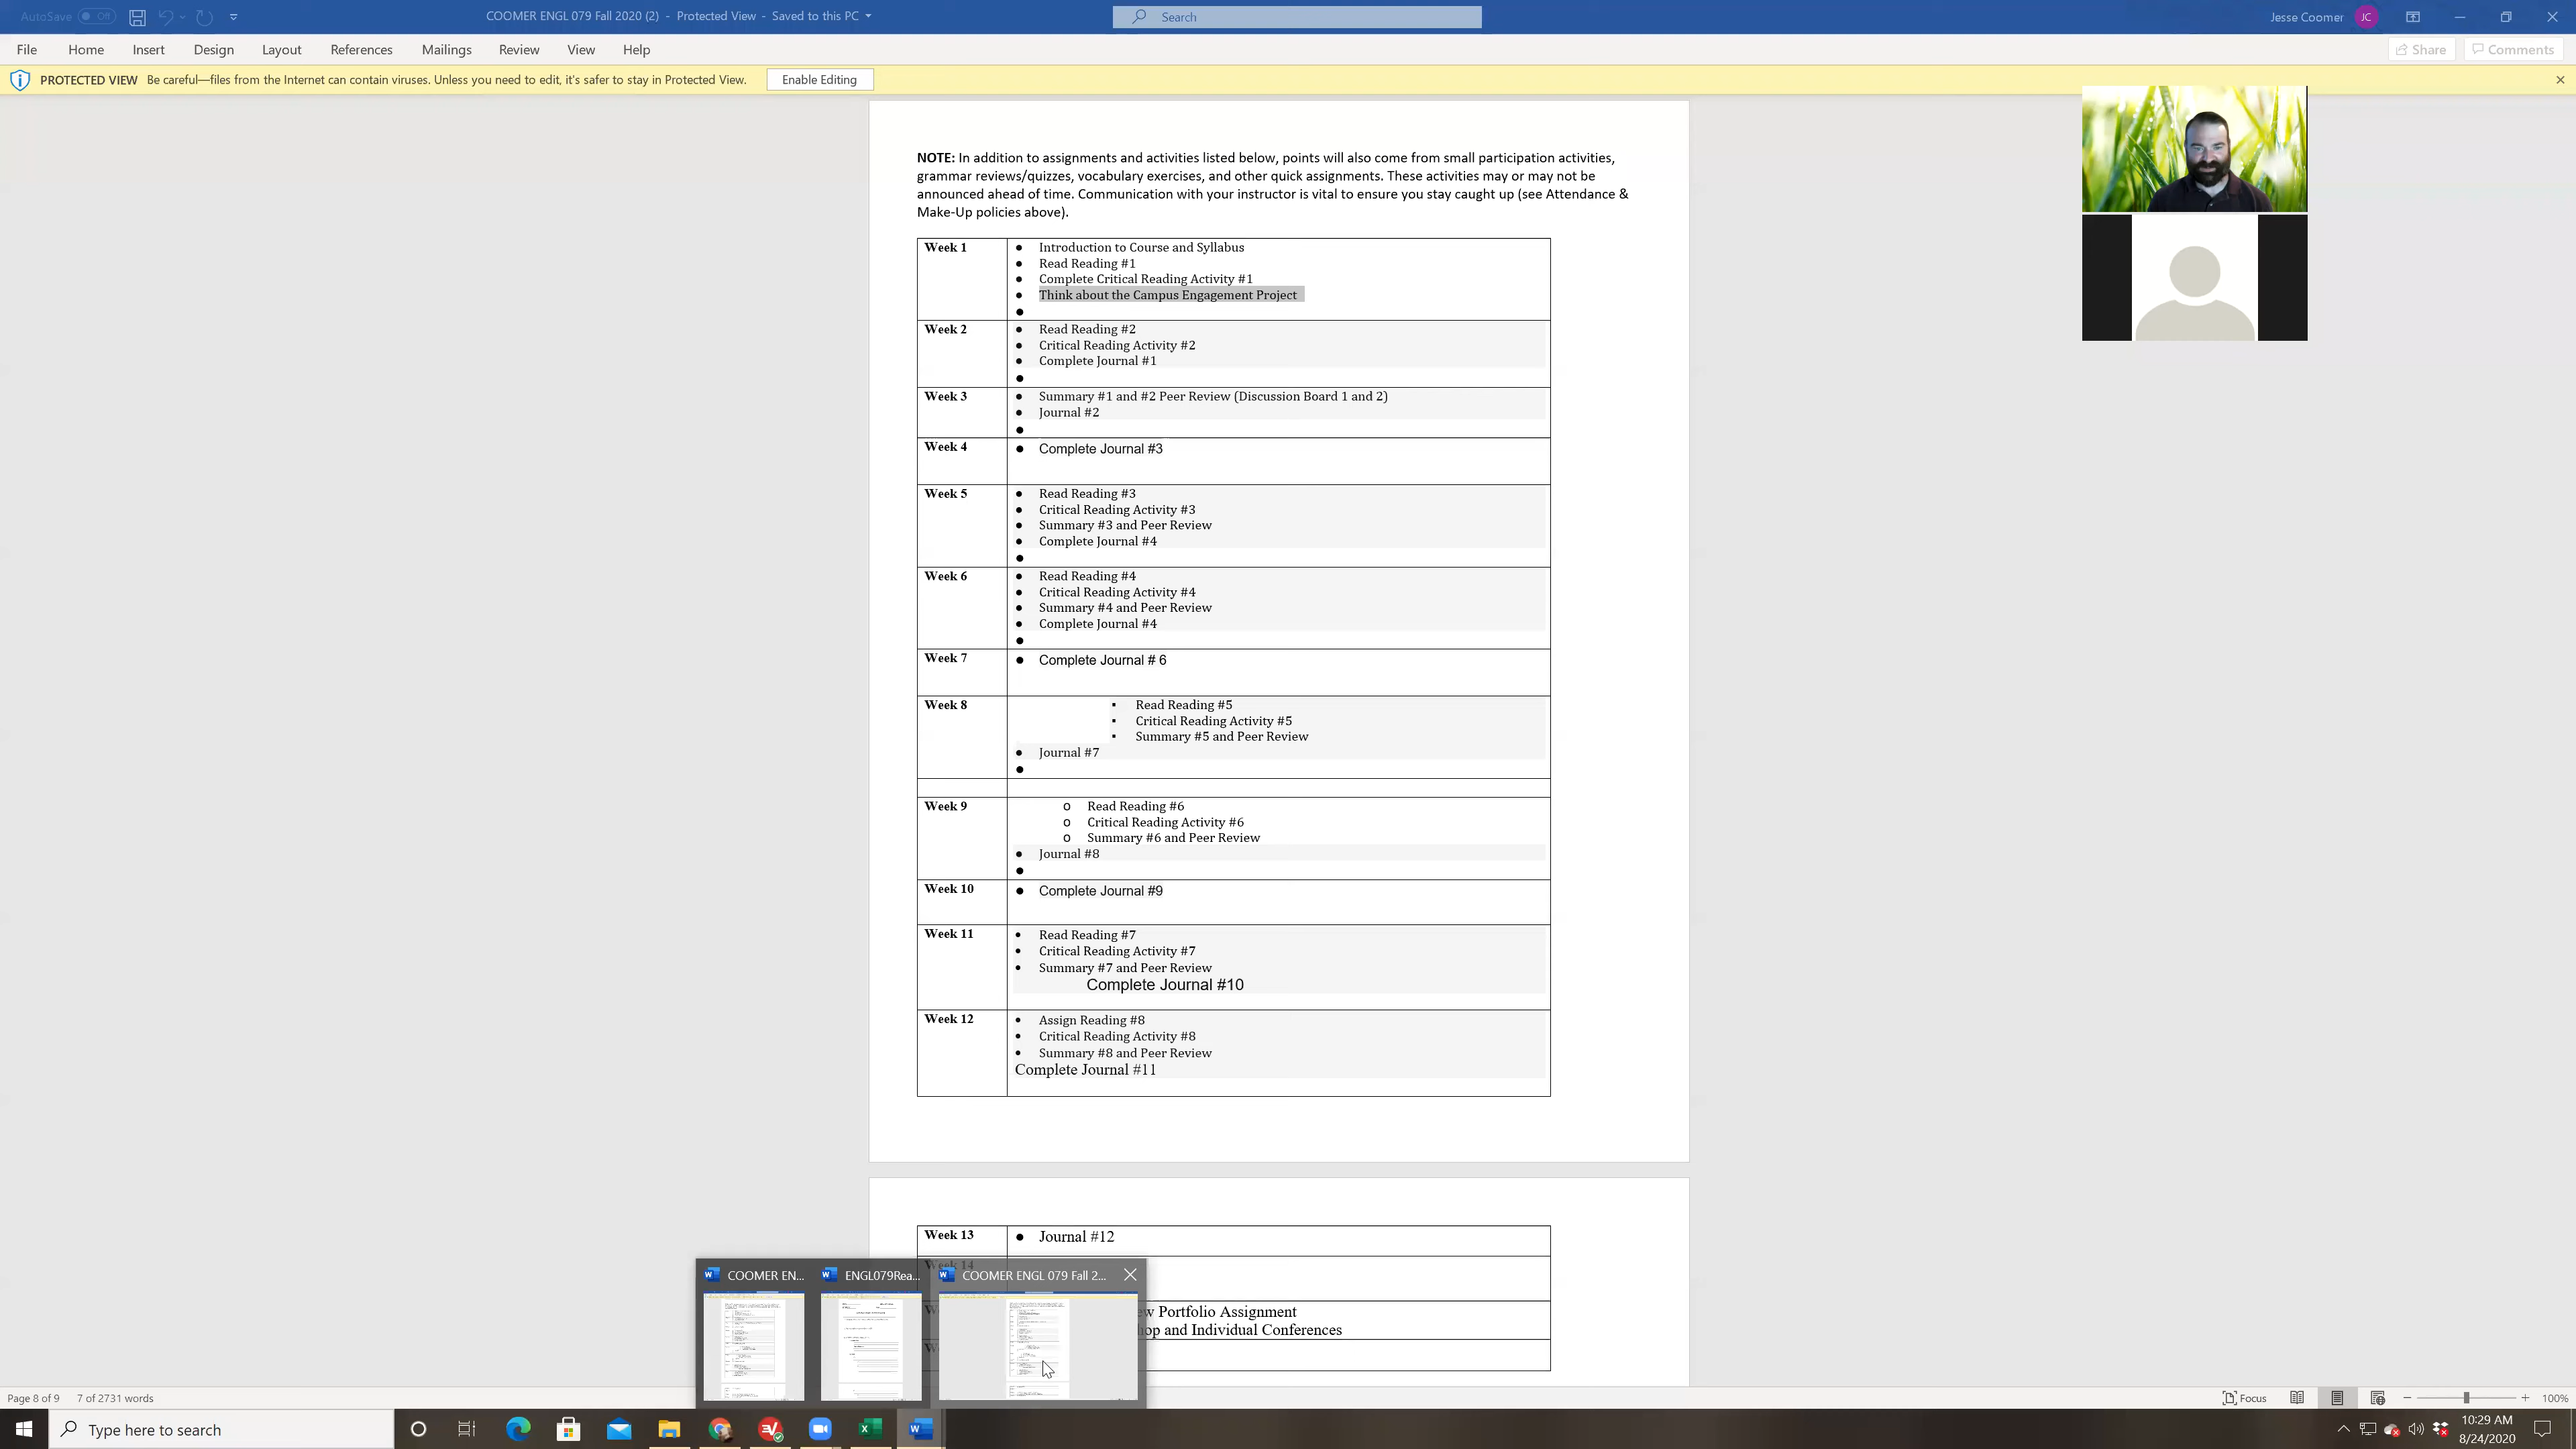 AutoSave Off
COOMER ENGL 079 Fall 2020 (2) - Protected View - Saved to this PC
Search
Jesse Coomer JC
File Home Insert Design Layout References Mailings Review View Help
Share Comments
PROTECTED VIEW Be careful—files from the Internet can contain viruses. Unless you need to edit, it's safer to stay in Protected View. Enable Editing
NOTE: In addition to assignments and activities listed below, points will also come from small participation activities,
grammar reviews/quizzes, vocabulary exercises, and other quick assignments. These activities may or may not be
announced ahead of time. Communication with your instructor is vital to ensure you stay caught up (see Attendance &
Make-Up policies above).
Week 1
● Introduction to Course and Syllabus
● Read Reading #1
● Complete Critical Reading Activity #1
● Think about the Campus Engagement Project
●
Week 2
● Read Reading #2
● Critical Reading Activity #2
● Complete Journal #1
●
Week 3
● Summary #1 and #2 Peer Review (Discussion Board 1 and 2)
● Journal #2
●
Week 4
● Complete Journal #3
Week 5
● Read Reading #3
● Critical Reading Activity #3
● Summary #3 and Peer Review
● Complete Journal #4
●
Week 6
● Read Reading #4
● Critical Reading Activity #4
● Summary #4 and Peer Review
● Complete Journal #4
●
Week 7
● Complete Journal # 6
Week 8
▪ Read Reading #5
▪ Critical Reading Activity #5
▪ Summary #5 and Peer Review
● Journal #7
●
Week 9
o Read Reading #6
o Critical Reading Activity #6
o Summary #6 and Peer Review
● Journal #8
●
Week 10
● Complete Journal #9
Week 11
• Read Reading #7
• Critical Reading Activity #7
• Summary #7 and Peer Review
Complete Journal #10
Week 12
• Assign Reading #8
• Critical Reading Activity #8
• Summary #8 and Peer Review
Complete Journal #11
Week 13
● Journal #12
Week 14
COOMER EN... ENGL079Rea... COOMER ENGL 079 Fall 2...
Portfolio Assignment
and Individual Conferences
Page 8 of 9 7 of 2731 words
Focus 100%
Type here to search
10:29 AM
8/24/2020